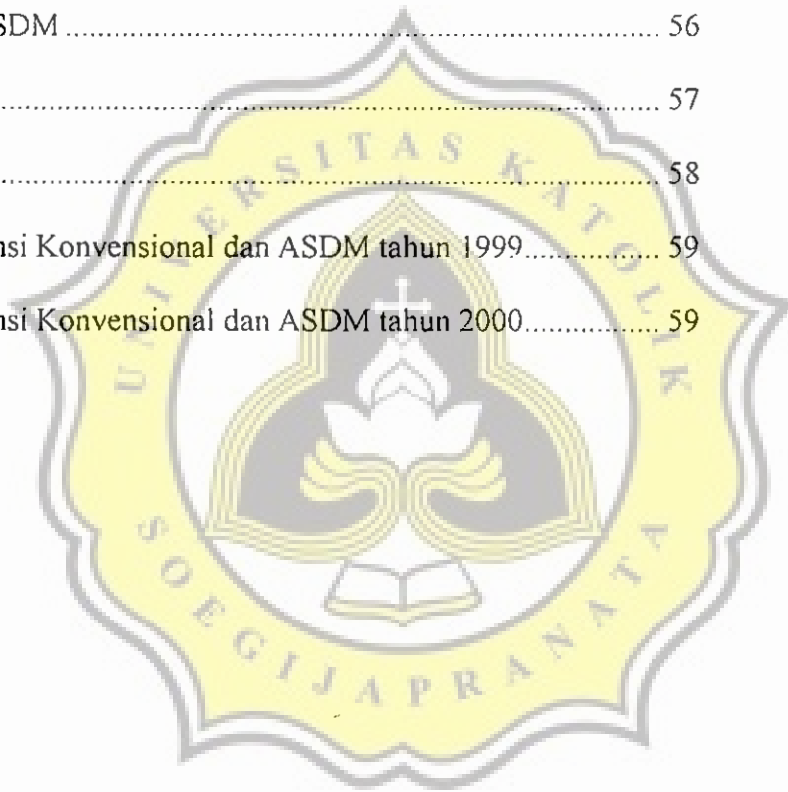 SDM ........................................................................ 56
........................................................................ 57
........................................................................ 58
nsi Konvensional dan ASDM tahun 1999.............. 59
nsi Konvensional dan ASDM tahun 2000................ 59
UNIVERSITAS KATOLIK
SOEGIJAPRANATA